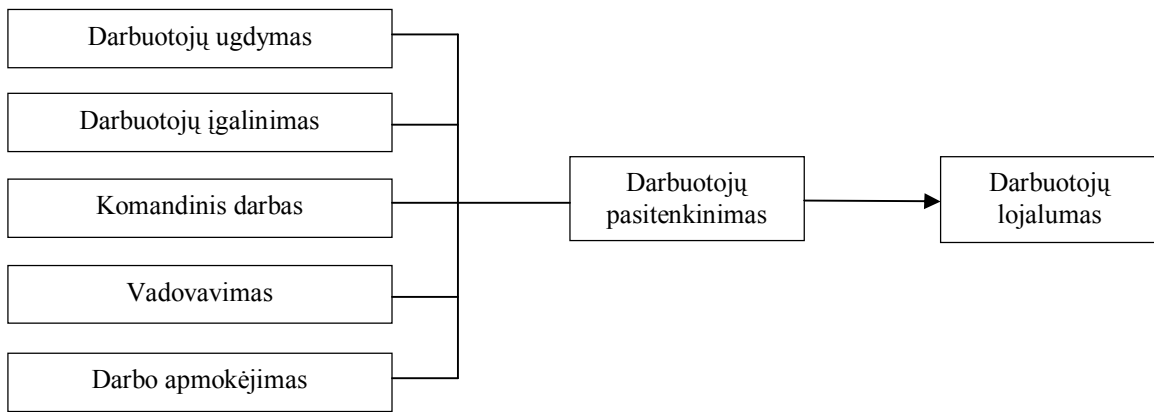 Darbuotojų ugdymas
Darbuotojų įgalinimas
Komandinis darbas
Vadovavimas
Darbo apmokėjimas
Darbuotojų
pasitenkinimas
Darbuotojų
lojalumas